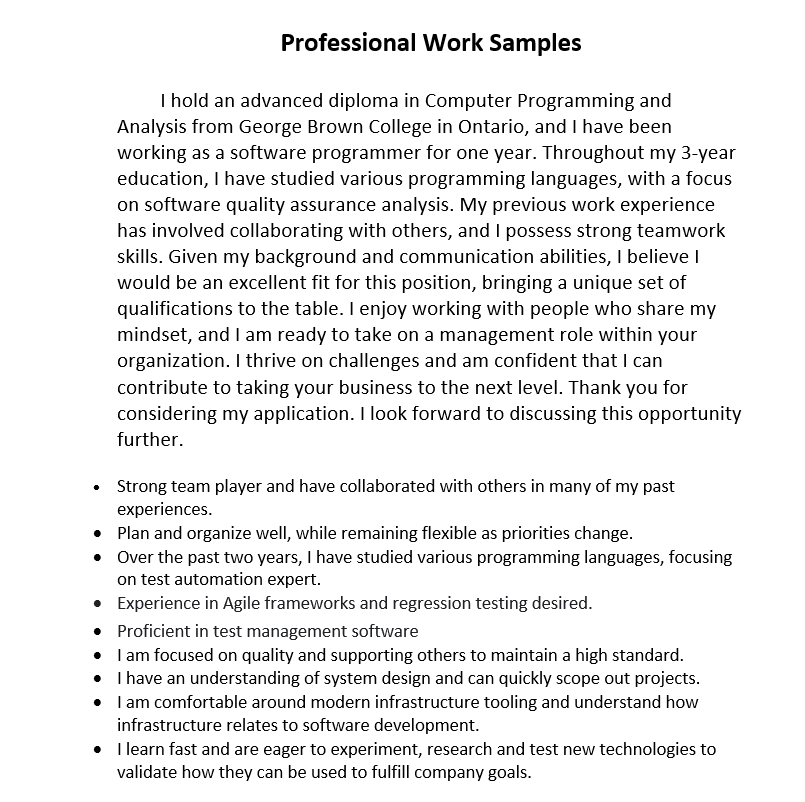 Professional Work Samples
I hold an advanced diploma in Computer Programming and
Analysis from George Brown College in Ontario, and I have been
working as a software programmer for one year. Throughout my 3-year
education, I have studied various programming languages, with a focus
on software quality assurance analysis. My previous work experience
has involved collaborating with others, and I possess strong teamwork
skills. Given my background and communication abilities, I believe I
would be an excellent fit for this position, bringing a unique set of
qualifications to the table. I enjoy working with people who share my
mindset, and I am ready to take on a management role within your
organization. I thrive on challenges and am confident that I can
contribute to taking your business to the next level. Thank you for
considering my application. I look forward to discussing this opportunity
further.
• Strong team player and have collaborated with others in many of my past
experiences.
• Plan and organize well, while remaining flexible as priorities change.
• Over the past two years, I have studied various programming languages, focusing
on test automation expert.
• Experience in Agile frameworks and regression testing desired.
• Proficient in test management software
• I am focused on quality and supporting others to maintain a high standard.
• I have an understanding of system design and can quickly scope out projects.
• I am comfortable around modern infrastructure tooling and understand how
infrastructure relates to software development.
• I learn fast and are eager to experiment, research and test new technologies to
validate how they can be used to fulfill company goals.